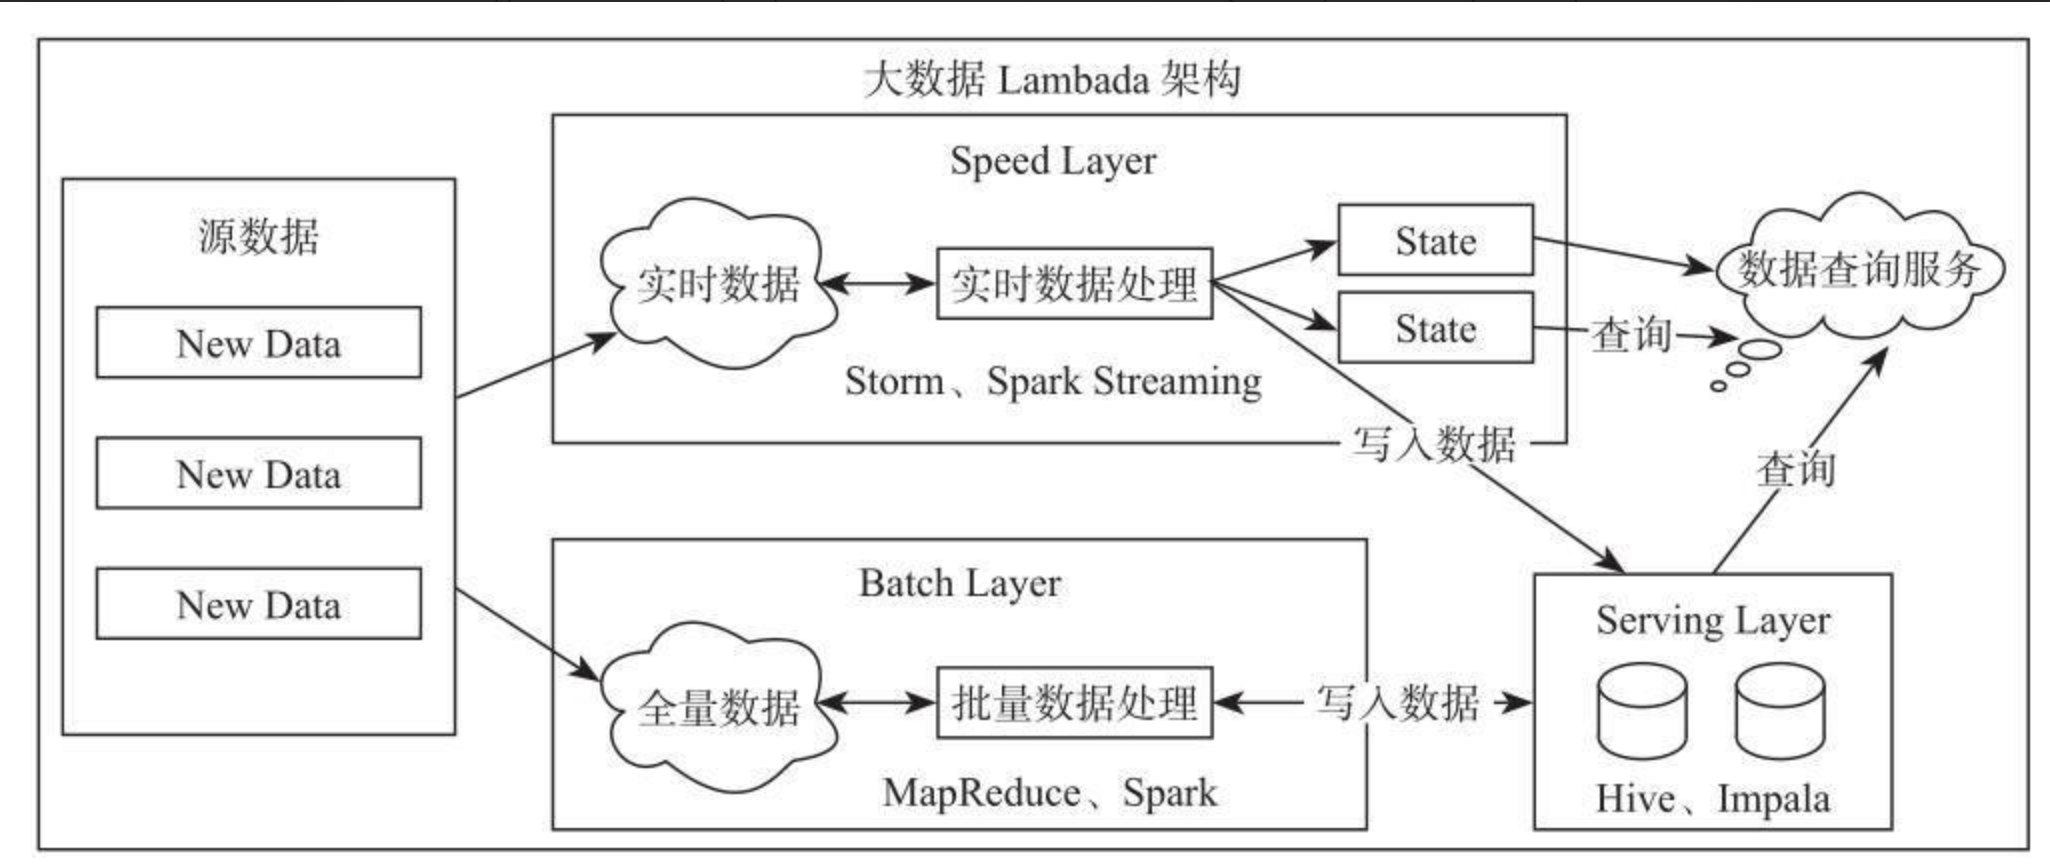 大数据 Lambada 架构
源数据
New Data
New Data
New Data
Speed Layer
实时数据
实时数据处理
State
State
Storm、Spark Streaming
查询
数据查询服务
写入数据
查询
Batch Layer
全量数据
批量数据处理
写入数据
MapReduce、Spark
Serving Layer
Hive、Impala